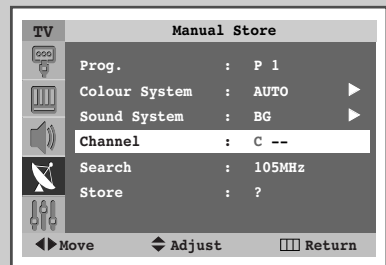 TV Manual Store
Prog. : P 1
Colour System : AUTO
Sound System : BG
Channel : C --
Search : 105MHz
Store : ?
Move Adjust Return